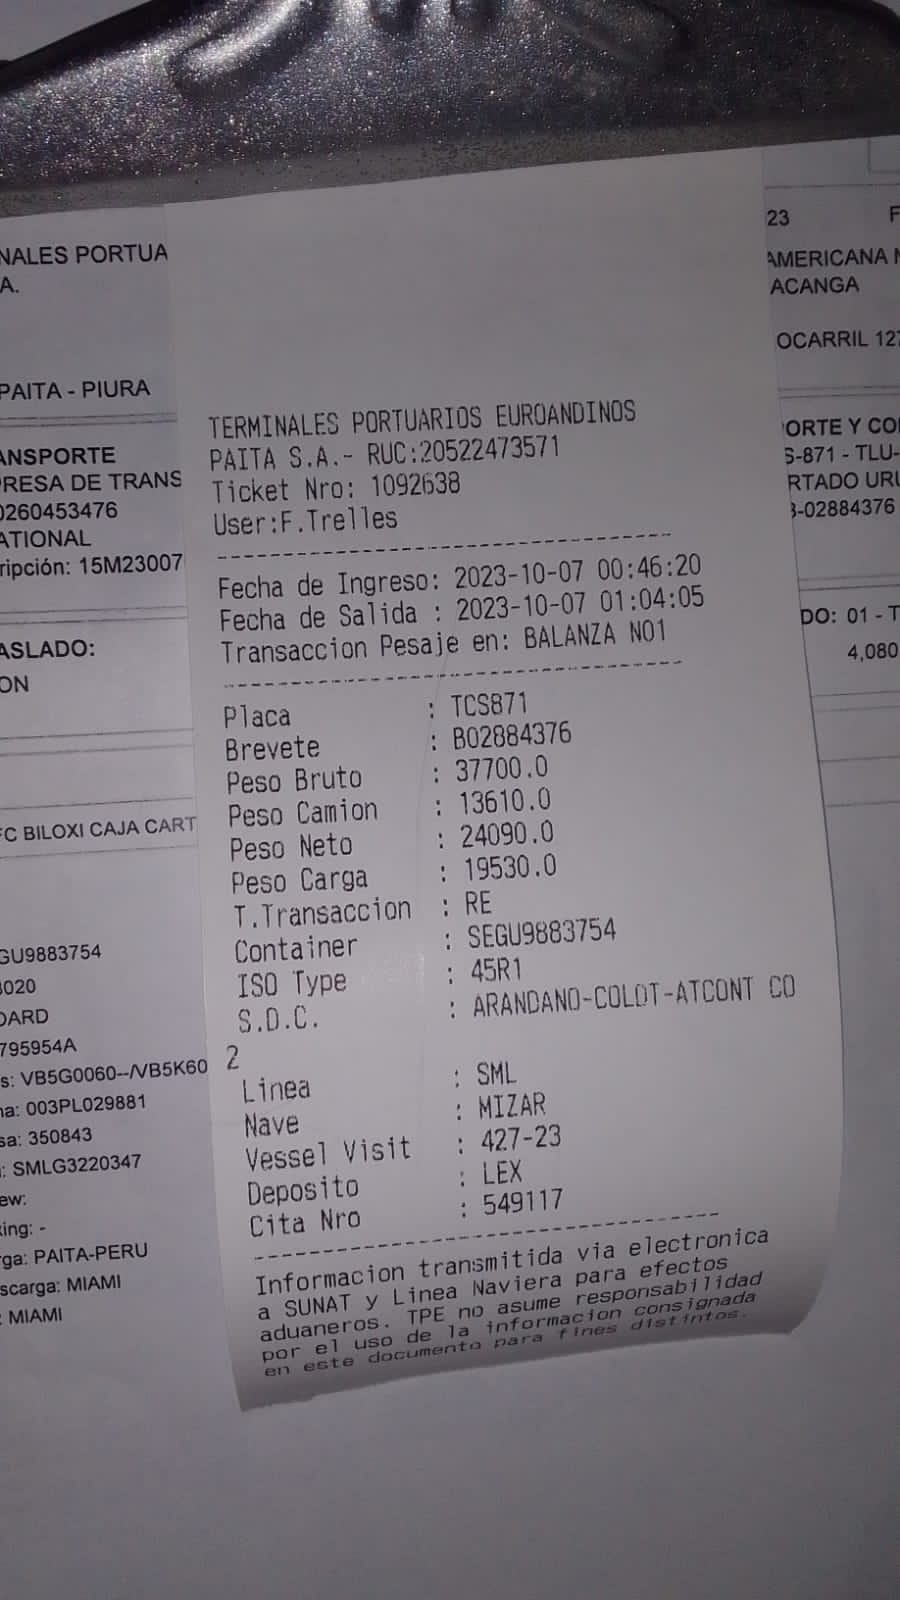 NALES PORTUA
A.
PAITA - PIURA
ANSPORTE
PRESA DE TRANS
0260453476
ATIONAL
ripción: 15M23007
ASLADO:
ON
FC BILOXI CAJA CART
GU9883754
3020
DARD
795954A
s: VB5G0060--/VB5K60
na: 003PL029881
sa: 350843
: SMLG3220347
ew:
king: -
rga: PAITA-PERU
scarga: MIAMI
: MIAMI
TERMINALES PORTUARIOS EUROANDINOS
PAITA S.A.- RUC:20522473571
Ticket Nro: 1092638
User:F.Trelles
--------------------------------
Fecha de Ingreso: 2023-10-07 00:46:20
Fecha de Salida : 2023-10-07 01:04:05
Transaccion Pesaje en: BALANZA NO1
--------------------------------
Placa : TCS871
Brevete : B02884376
Peso Bruto : 37700.0
Peso Camion : 13610.0
Peso Neto : 24090.0
Peso Carga : 19530.0
T.Transaccion : RE
Container : SEGU9883754
ISO Type : 45R1
S.D.C. : ARANDANO-COLDT-ATCONT CO
2
Linea : SML
Nave : MIZAR
Vessel Visit : 427-23
Deposito : LEX
Cita Nro : 549117
--------------------------------
Informacion transmitida via electronica
a SUNAT y Linea Naviera para efectos
aduaneros. TPE no asume responsabilidad
por el uso de la informacion consignada
en este documento para fines distintos.
23 F
AMERICANA
ACANGA
OCARRIL 127
ORTE Y CO
S-871 - TLU-
RTADO URU
3-02884376
DO: 01 - T
4,080